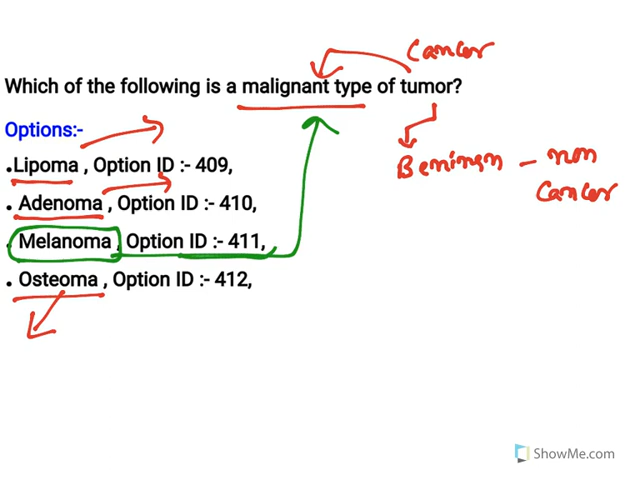 Cancer
Which of the following is a malignant type of tumor?
Options:-
.Lipoma , Option ID :- 409,
. Adenoma , Option ID :- 410,
. Melanoma , Option ID :- 411,
. Osteoma , Option ID :- 412,
Beningn - non
Cancer
ShowMe.com